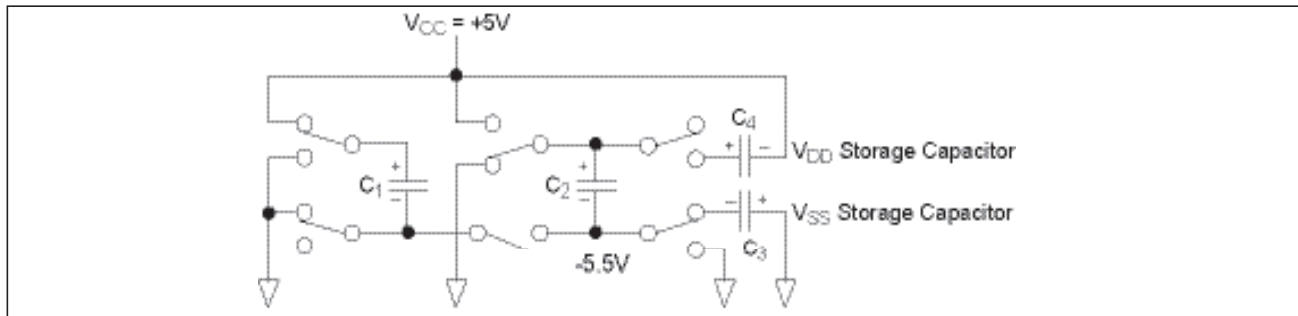 VCC = +5V
C4
+ −
VDD Storage Capacitor
+
C1
−
+
C2
−
− +
VSS Storage Capacitor
C3
-5.5V